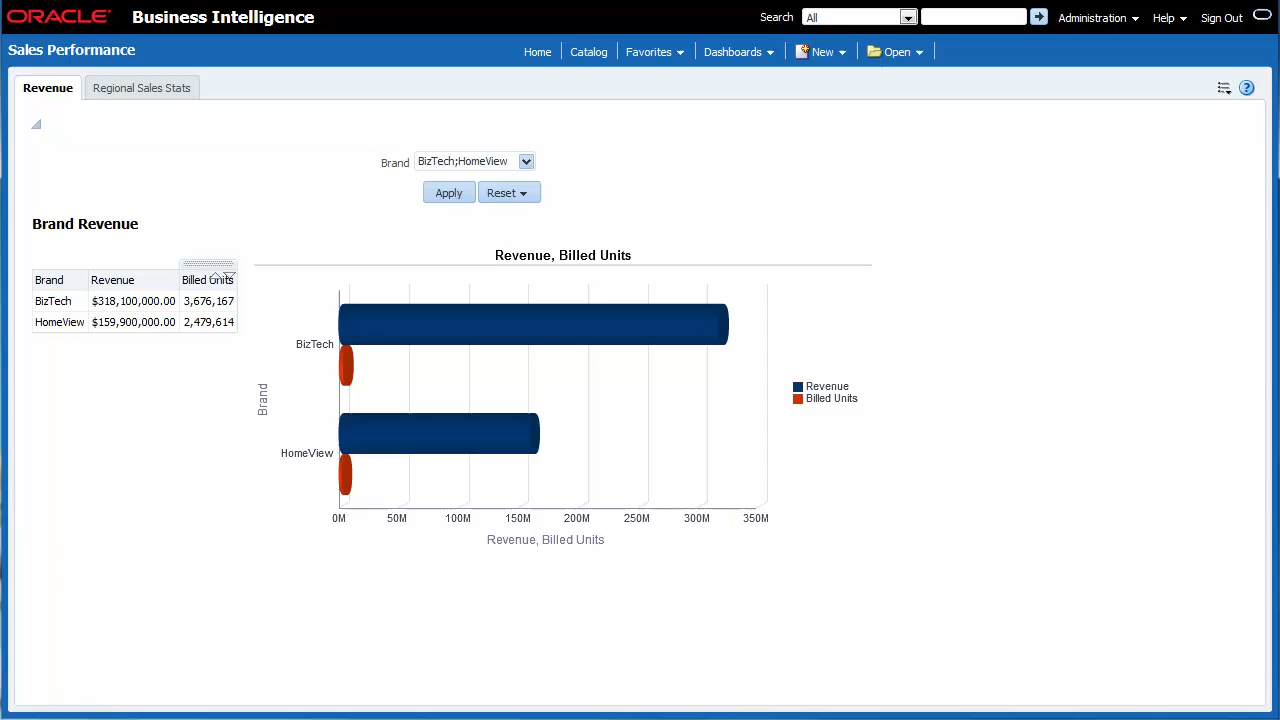 ORACLE Business Intelligence Search All Administration Help Sign Out
Sales Performance Home Catalog Favorites Dashboards New Open
Revenue Regional Sales Stats
Brand BizTech;HomeView
Apply Reset
Brand Revenue
Revenue, Billed Units
Brand Revenue Billed Units
BizTech $318,100,000.00 3,676,167
HomeView $159,900,000.00 2,479,614
BizTech
HomeView
Brand
0M 50M 100M 150M 200M 250M 300M 350M
Revenue, Billed Units
Revenue
Billed Units